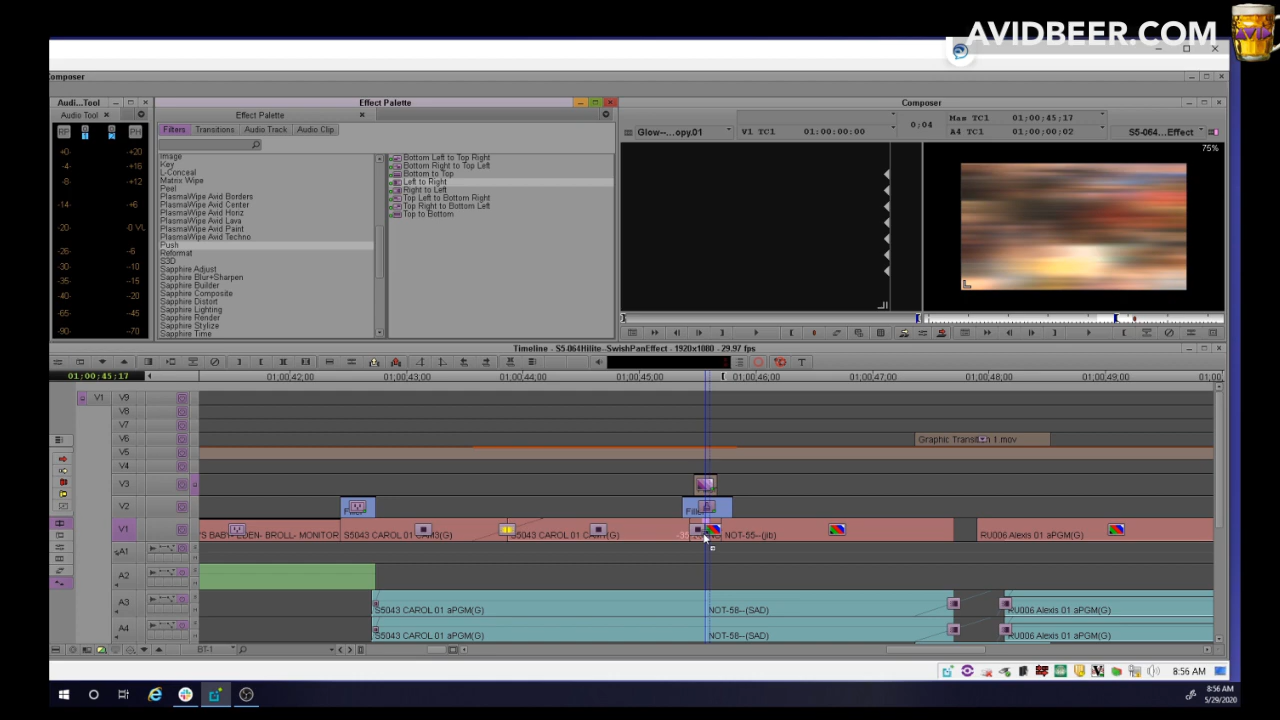 AVIDBEER.COM
AVID
omposer
Audi...Tool
Effect Palette
Composer
Audio Tool
Effect Palette
Glow--...opy.01
V1 TC1
01:00:00:00
0;04
Mas TC1
01;00;45;17
A4 TC1
01;00;00;02
S5-064...Effect
RP
PH
Filters
Transitions
Audio Track
Audio Clip
75%
Image
Key
L-Conceal
Matrix Wipe
Peel
PlasmaWipe Avid Borders
PlasmaWipe Avid Center
PlasmaWipe Avid Horiz
PlasmaWipe Avid Lava
PlasmaWipe Avid Paint
PlasmaWipe Avid Techno
Push
Reformat
S3D
Sapphire Adjust
Sapphire Blur+Sharpen
Sapphire Builder
Sapphire Composite
Sapphire Distort
Sapphire Lighting
Sapphire Render
Sapphire Stylize
Sapphire Time
Bottom Left to Top Right
Bottom Right to Top Left
Bottom to Top
Left to Right
Right to Left
Top Left to Bottom Right
Top Right to Bottom Left
Top to Bottom
Timeline - S5-064Hilite--SwishPanEffect - 1920x1080 - 29.97 fps
01;00;45;17
01;00;42;00
01;00;43;00
01;00;44;00
01;00;45;00
01;00;46;00
01;00;47;00
01;00;48;00
01;00;49;00
01;00
V1
V9
V8
V7
V6
Graphic Transition 1.mov
V5
V4
V3
V2
V1
'S BABY-EDEN- BROLL- MONITOR
S5043 CAROL 01
NOT-55--(jib)
RU006 Alexis 01 aPGM(G)
A1
A2
A3
S5043 CAROL 01 aPGM(G)
NOT-58--(SAD)
RU006 Alexis 01 aPGM(G)
A4
S5043 CAROL 01 aPGM(G)
NOT-58--(SAD)
RU006 Alexis 01 aPGM(G)
BT-1
8:56 AM
8:56 AM
5/29/2020